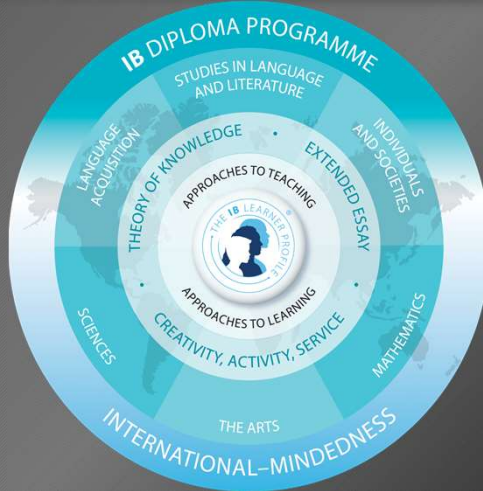 IB DIPLOMA PROGRAMME
STUDIES IN LANGUAGE
AND LITERATURE
LANGUAGE
ACQUISITION
INDIVIDUALS
AND SOCIETIES
THEORY OF KNOWLEDGE
EXTENDED ESSAY
APPROACHES TO TEACHING
THE IB LEARNER PROFILE
®
APPROACHES TO LEARNING
CREATIVITY, ACTIVITY, SERVICE
SCIENCES
MATHEMATICS
THE ARTS
INTERNATIONAL–MINDEDNESS